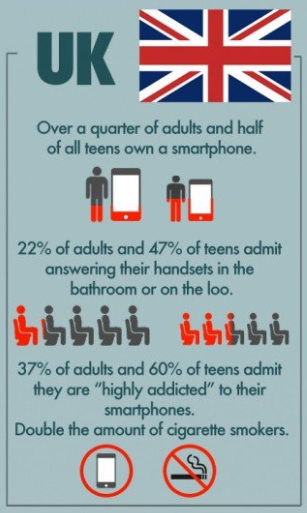 UK
Over a quarter of adults and half
of all teens own a smartphone.
22% of adults and 47% of teens admit
answering their handsets in the
bathroom or on the loo.
37% of adults and 60% of teens admit
they are “highly addicted” to their
smartphones.
Double the amount of cigarette smokers.